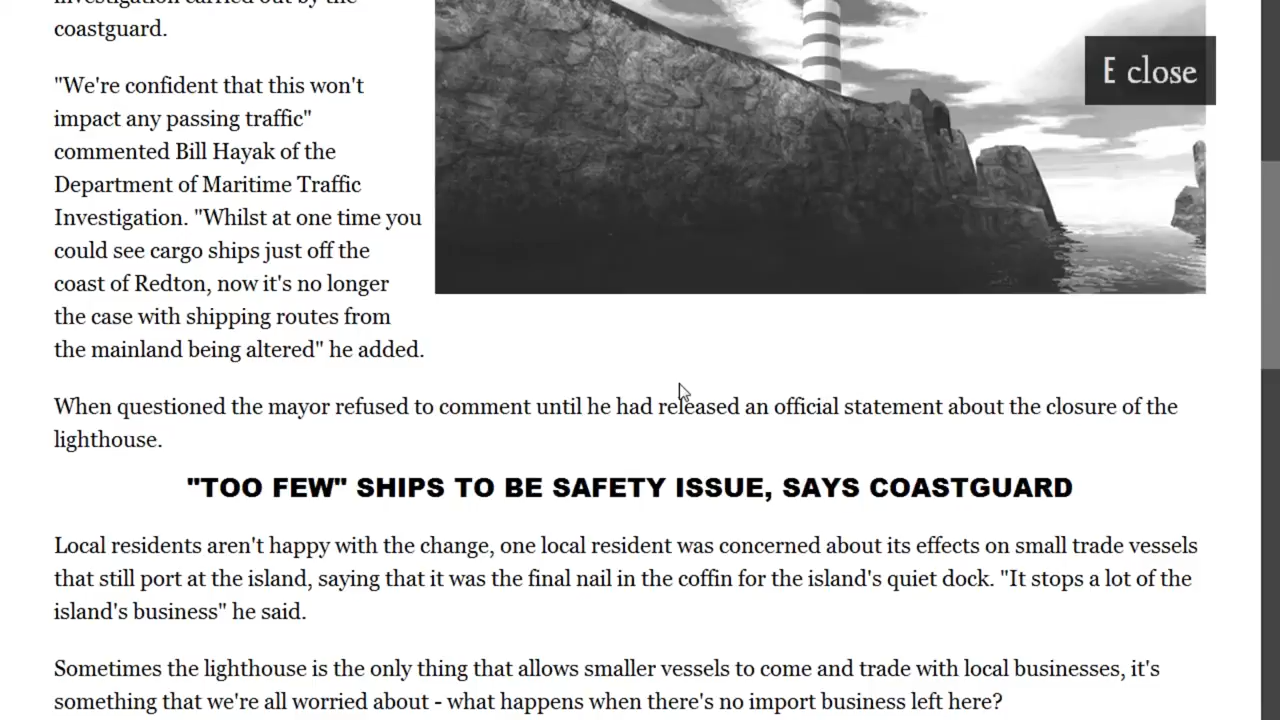 investigation carried out by the
coastguard.
"We're confident that this won't
impact any passing traffic"
commented Bill Hayak of the
Department of Maritime Traffic
Investigation. "Whilst at one time you
could see cargo ships just off the
coast of Redton, now it's no longer
the case with shipping routes from
the mainland being altered" he added.
E close
When questioned the mayor refused to comment until he had released an official statement about the closure of the
lighthouse.
"TOO FEW" SHIPS TO BE SAFETY ISSUE, SAYS COASTGUARD
Local residents aren't happy with the change, one local resident was concerned about its effects on small trade vessels
that still port at the island, saying that it was the final nail in the coffin for the island's quiet dock. "It stops a lot of the
island's business" he said.
Sometimes the lighthouse is the only thing that allows smaller vessels to come and trade with local businesses, it's
something that we're all worried about - what happens when there's no import business left here?